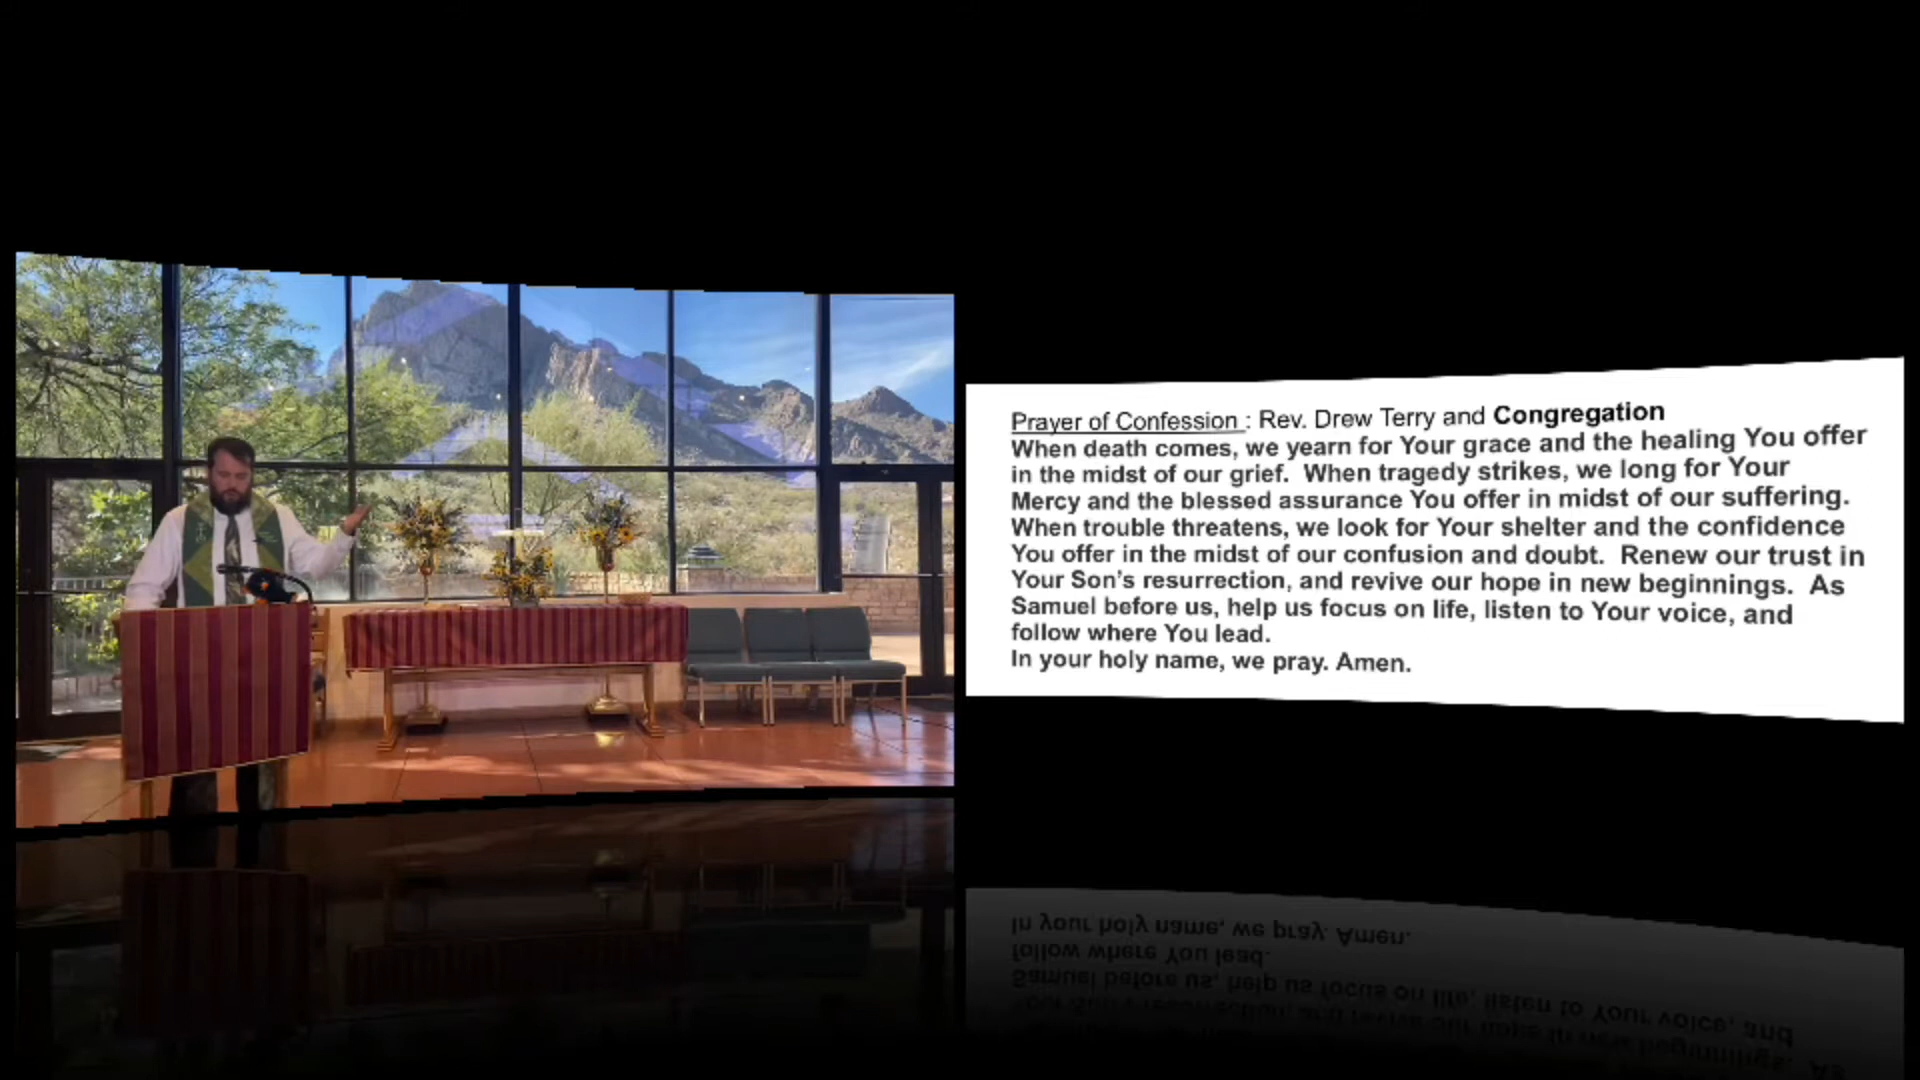 Prayer of Confession : Rev. Drew Terry and Congregation
When death comes, we yearn for Your grace and the healing You offer
in the midst of our grief.  When tragedy strikes, we long for Your
Mercy and the blessed assurance You offer in midst of our suffering.
When trouble threatens, we look for Your shelter and the confidence
You offer in the midst of our confusion and doubt.  Renew our trust in
Your Son's resurrection, and revive our hope in new beginnings.  As
Samuel before us, help us focus on life, listen to Your voice, and
follow where You lead.
In your holy name, we pray. Amen.